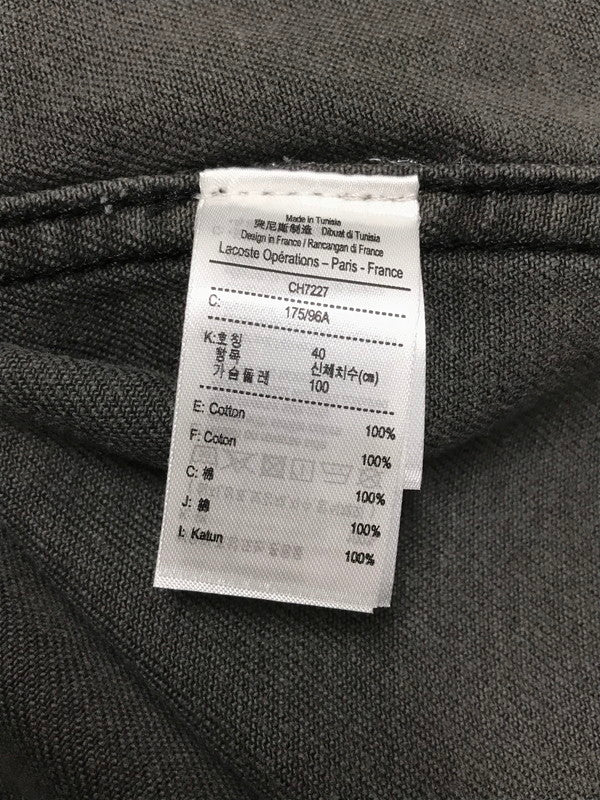 Made in Tunisia
突尼斯制造 Dibuat di Tunisia
Design in France / Rancangan di France
Lacoste Opérations – Paris - France
CH7227
C: 175/96A
K:호칭 40
항목 신체치수(㎝)
가슴둘레 100
E: Cotton 100%
F: Coton 100%
C: 棉 100%
J: 綿 100%
I: Katun 100%